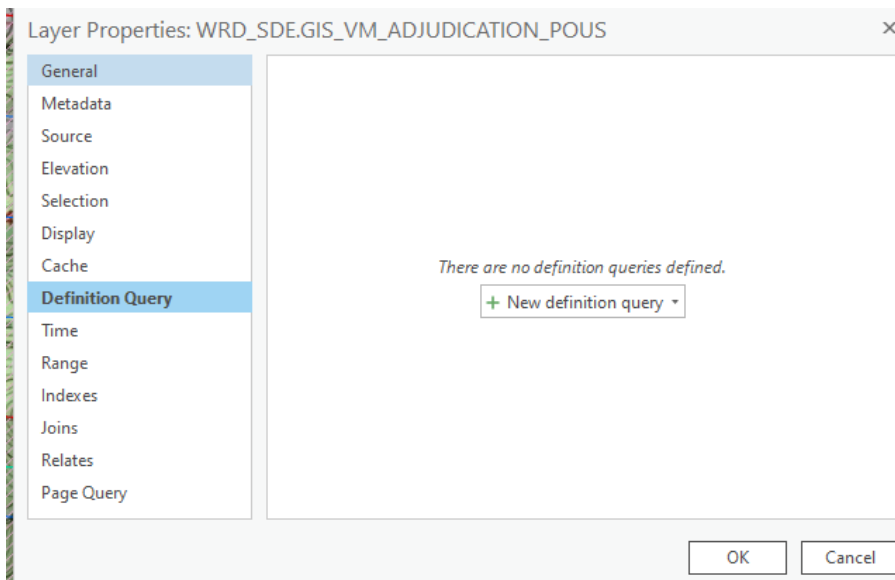 Layer Properties: WRD_SDE.GIS_VM_ADJUDICATION_POUS
General
Metadata
Source
Elevation
Selection
Display
Cache
Definition Query
Time
Range
Indexes
Joins
Relates
Page Query
There are no definition queries defined.
+ New definition query
OK
Cancel